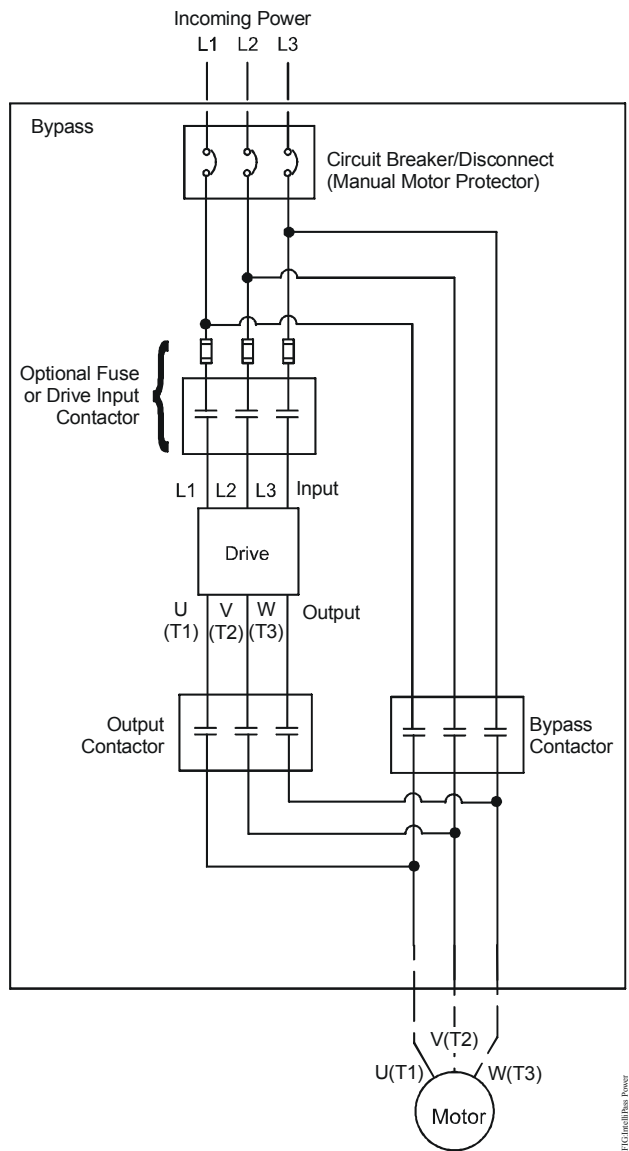 Incoming Power
L1 L2 L3
Bypass
Circuit Breaker/Disconnect
(Manual Motor Protector)
Optional Fuse
or Drive Input
Contactor
L1 L2 L3 Input
Drive
U V W Output
(T1) (T2) (T3)
Output
Contactor
Bypass
Contactor
V(T2)
U(T1) W(T3)
Motor
FIG:IntelliPass Power